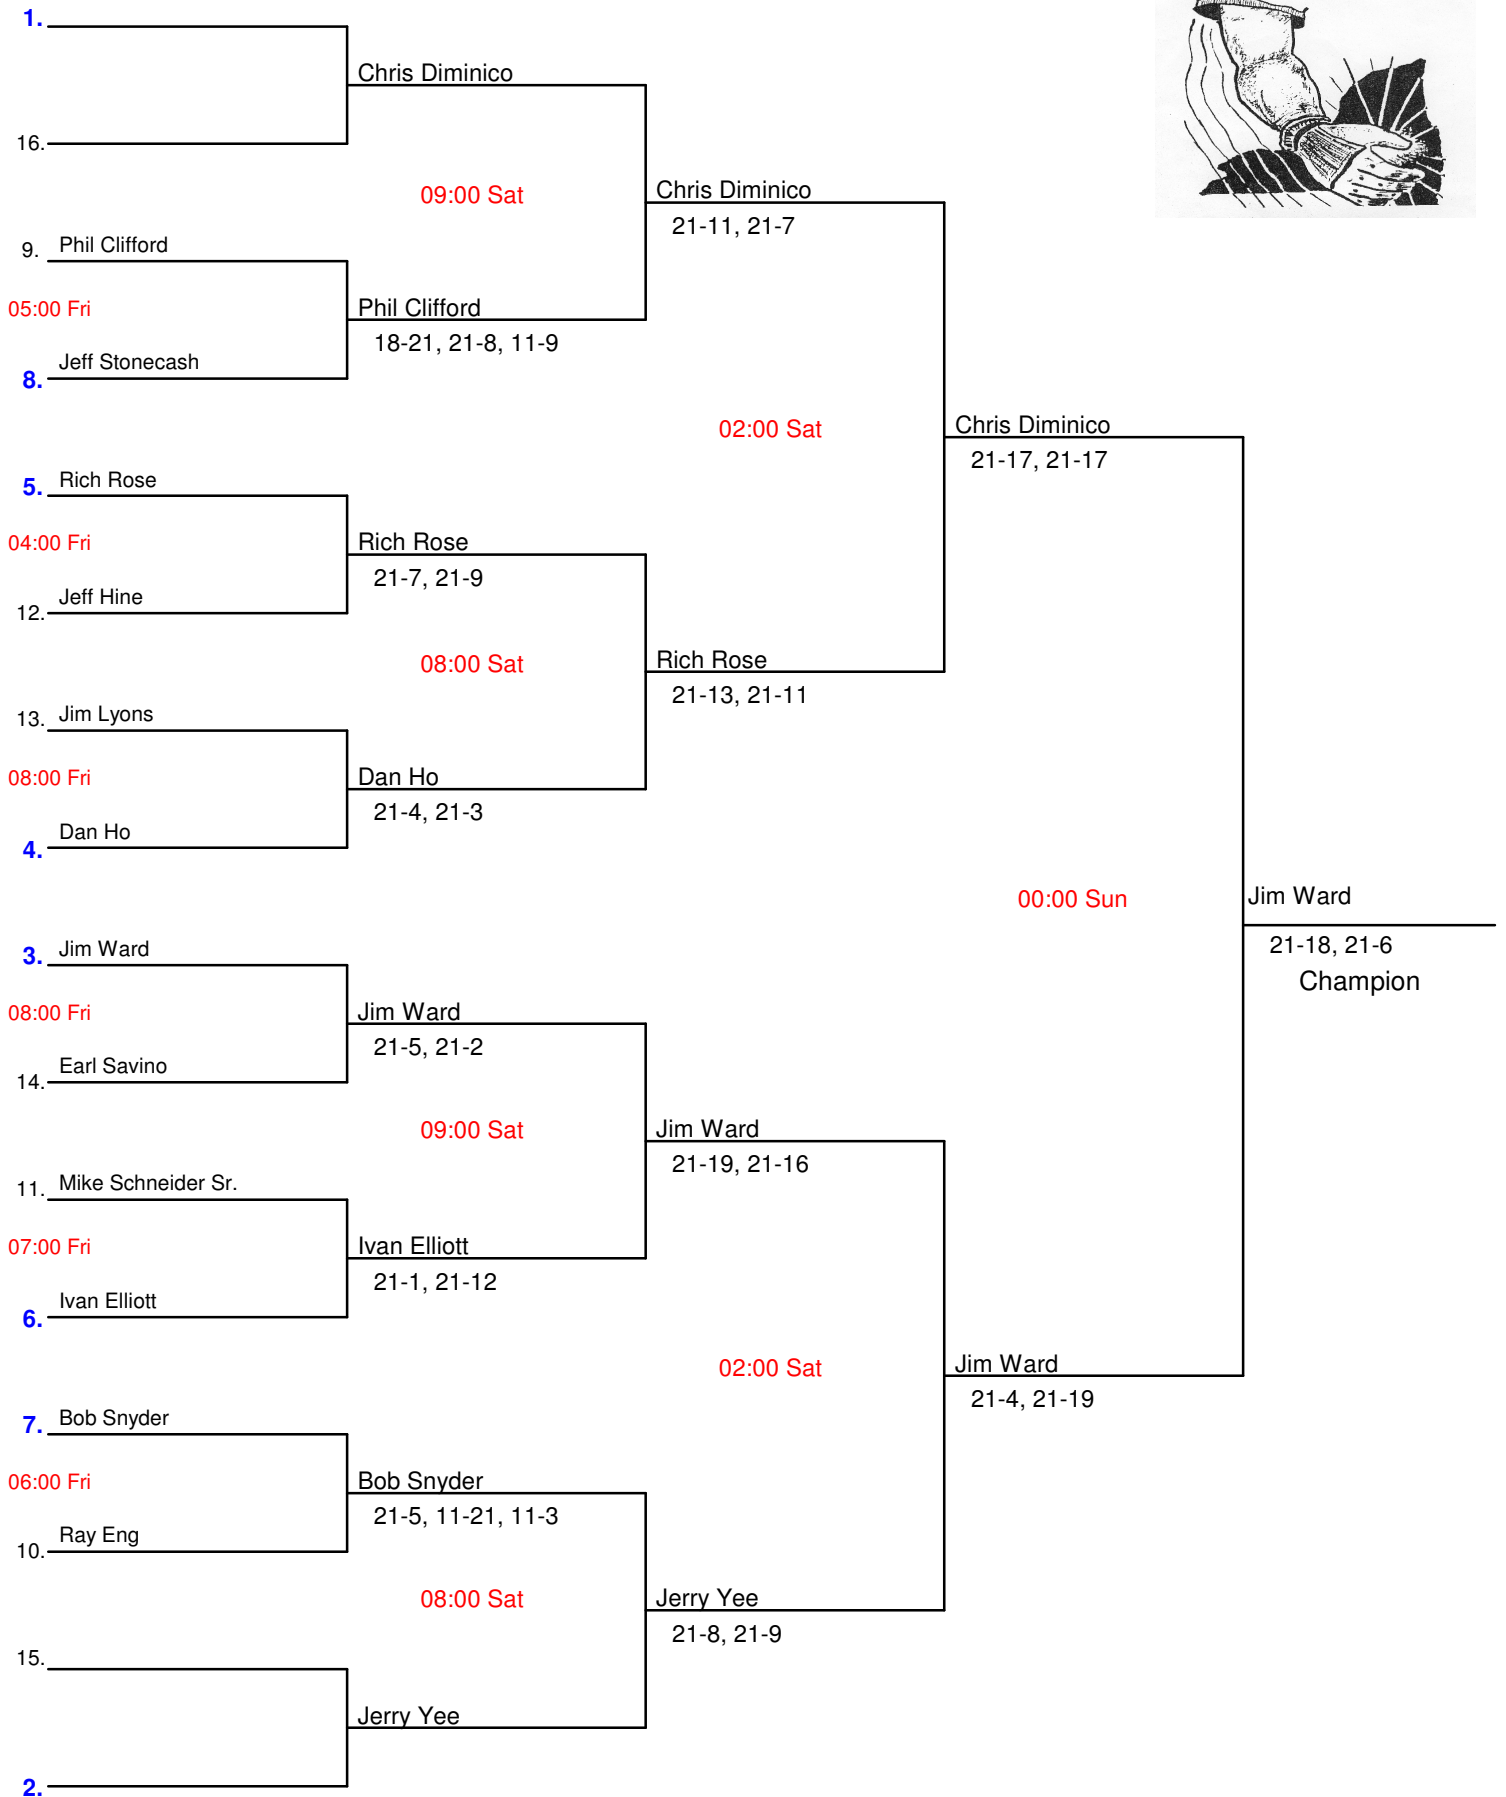 1.
Chris Diminico
16.
09:00 Sat
Chris Diminico
21-11, 21-7
9. Phil Clifford
05:00 Fri
Phil Clifford
18-21, 21-8, 11-9
8. Jeff Stonecash
02:00 Sat
Chris Diminico
21-17, 21-17
5. Rich Rose
04:00 Fri
Rich Rose
21-7, 21-9
12. Jeff Hine
08:00 Sat
Rich Rose
21-13, 21-11
13. Jim Lyons
08:00 Fri
Dan Ho
21-4, 21-3
4. Dan Ho
00:00 Sun
Jim Ward
21-18, 21-6
Champion
3. Jim Ward
08:00 Fri
Jim Ward
21-5, 21-2
14. Earl Savino
09:00 Sat
Jim Ward
21-19, 21-16
11. Mike Schneider Sr.
07:00 Fri
Ivan Elliott
21-1, 21-12
6. Ivan Elliott
02:00 Sat
Jim Ward
21-4, 21-19
7. Bob Snyder
06:00 Fri
Bob Snyder
21-5, 11-21, 11-3
10. Ray Eng
08:00 Sat
Jerry Yee
21-8, 21-9
15.
Jerry Yee
2.